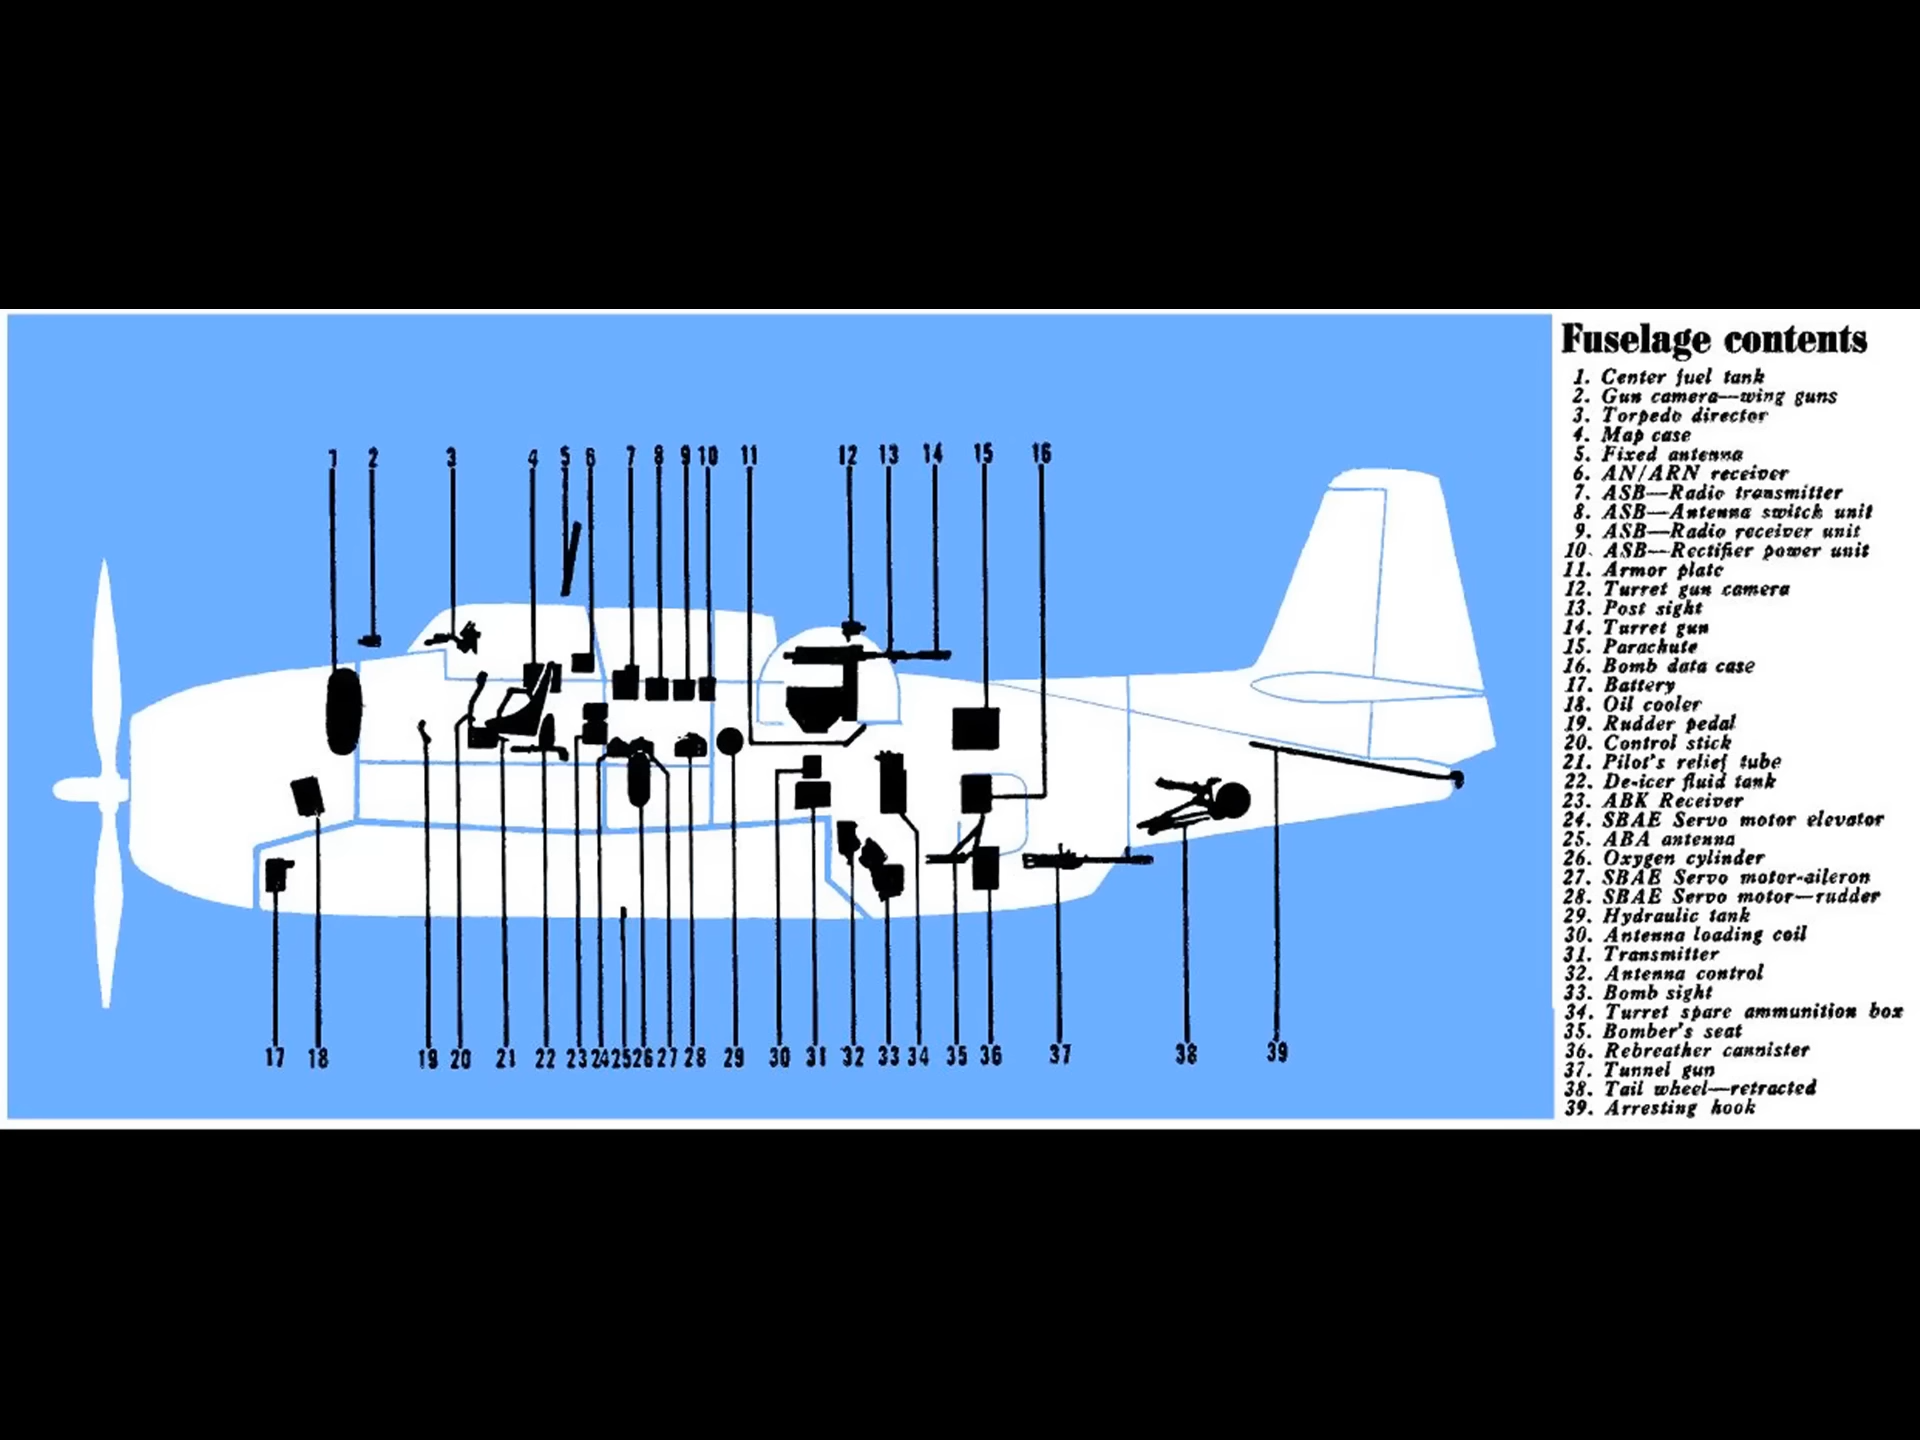 Fuselage contents
1 2 3 4 5 6 7 8 9 10 11 12 13 14 15 16
1. Center fuel tank
2. Gun camera—wing guns
3. Torpedo director
4. Map case
5. Fixed antenna
6. AN/ARN receiver
7. ASB—Radio transmitter
8. ASB—Antenna switch unit
9. ASB—Radio receiver unit
10. ASB—Rectifier power unit
11. Armor plate
12. Turret gun camera
13. Post sight
14. Turret gun
15. Parachute
16. Bomb data case
17. Battery
18. Oil cooler
19. Rudder pedal
20. Control stick
21. Pilot's relief tube
22. De-icer fluid tank
23. ABK Receiver
24. SBAE Servo motor elevator
25. ABA antenna
26. Oxygen cylinder
27. SBAE Servo motor-aileron
28. SBAE Servo motor—rudder
29. Hydraulic tank
30. Antenna loading coil
31. Transmitter
32. Antenna control
33. Bomb sight
34. Turret spare ammunition box
35. Bomber's seat
36. Rebreather cannister
37. Tunnel gun
38. Tail wheel—retracted
39. Arresting hook
17 18 19 20 21 22 23 24 25 26 27 28 29 30 31 32 33 34 35 36 37 38 39